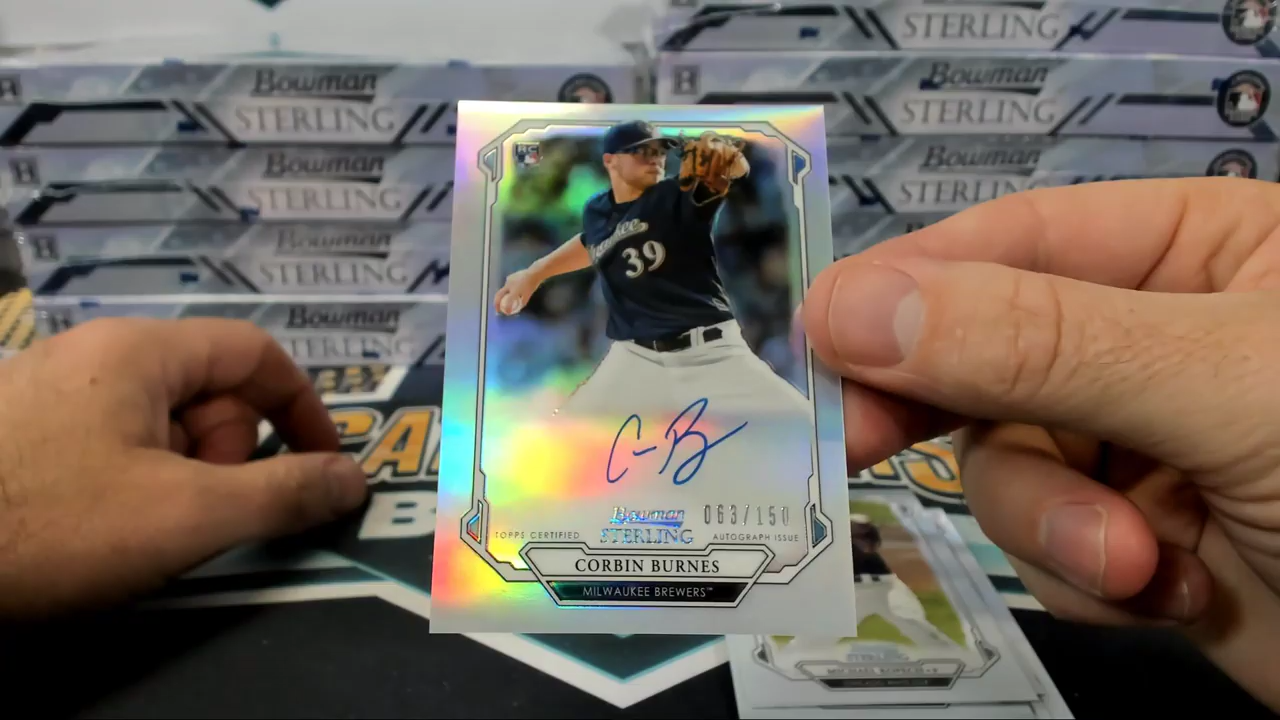 STERLING
Bowman
STERLING
Bowman
STERLING
Bowman
STERLING
Bowman
STERLING
Bowman
STERLING
Bowman
STERLING
Bowman
STERLING
RC
39
Bowman
STERLING
063/150
TOPPS CERTIFIED
AUTOGRAPH ISSUE
CORBIN BURNES
MILWAUKEE BREWERS™